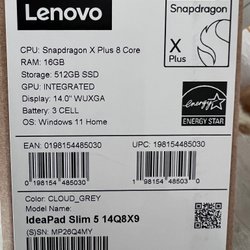 Lenovo
Snapdragon
X
Plus
CPU: Snapdragon X Plus 8 Core
RAM: 16GB
Storage: 512GB SSD
GPU: INTEGRATED
Display: 14.0" WUXGA
Battery: 3 CELL
OS: Windows 11 Home
energy
ENERGY STAR
EAN: 0198154485030
UPC: 198154485030
0 198154 485030
1 98154 48503 0
Color: CLOUD_GREY
Model Name:
IdeaPad Slim 5 14Q8X9
(S)SN: MP26Q4MY